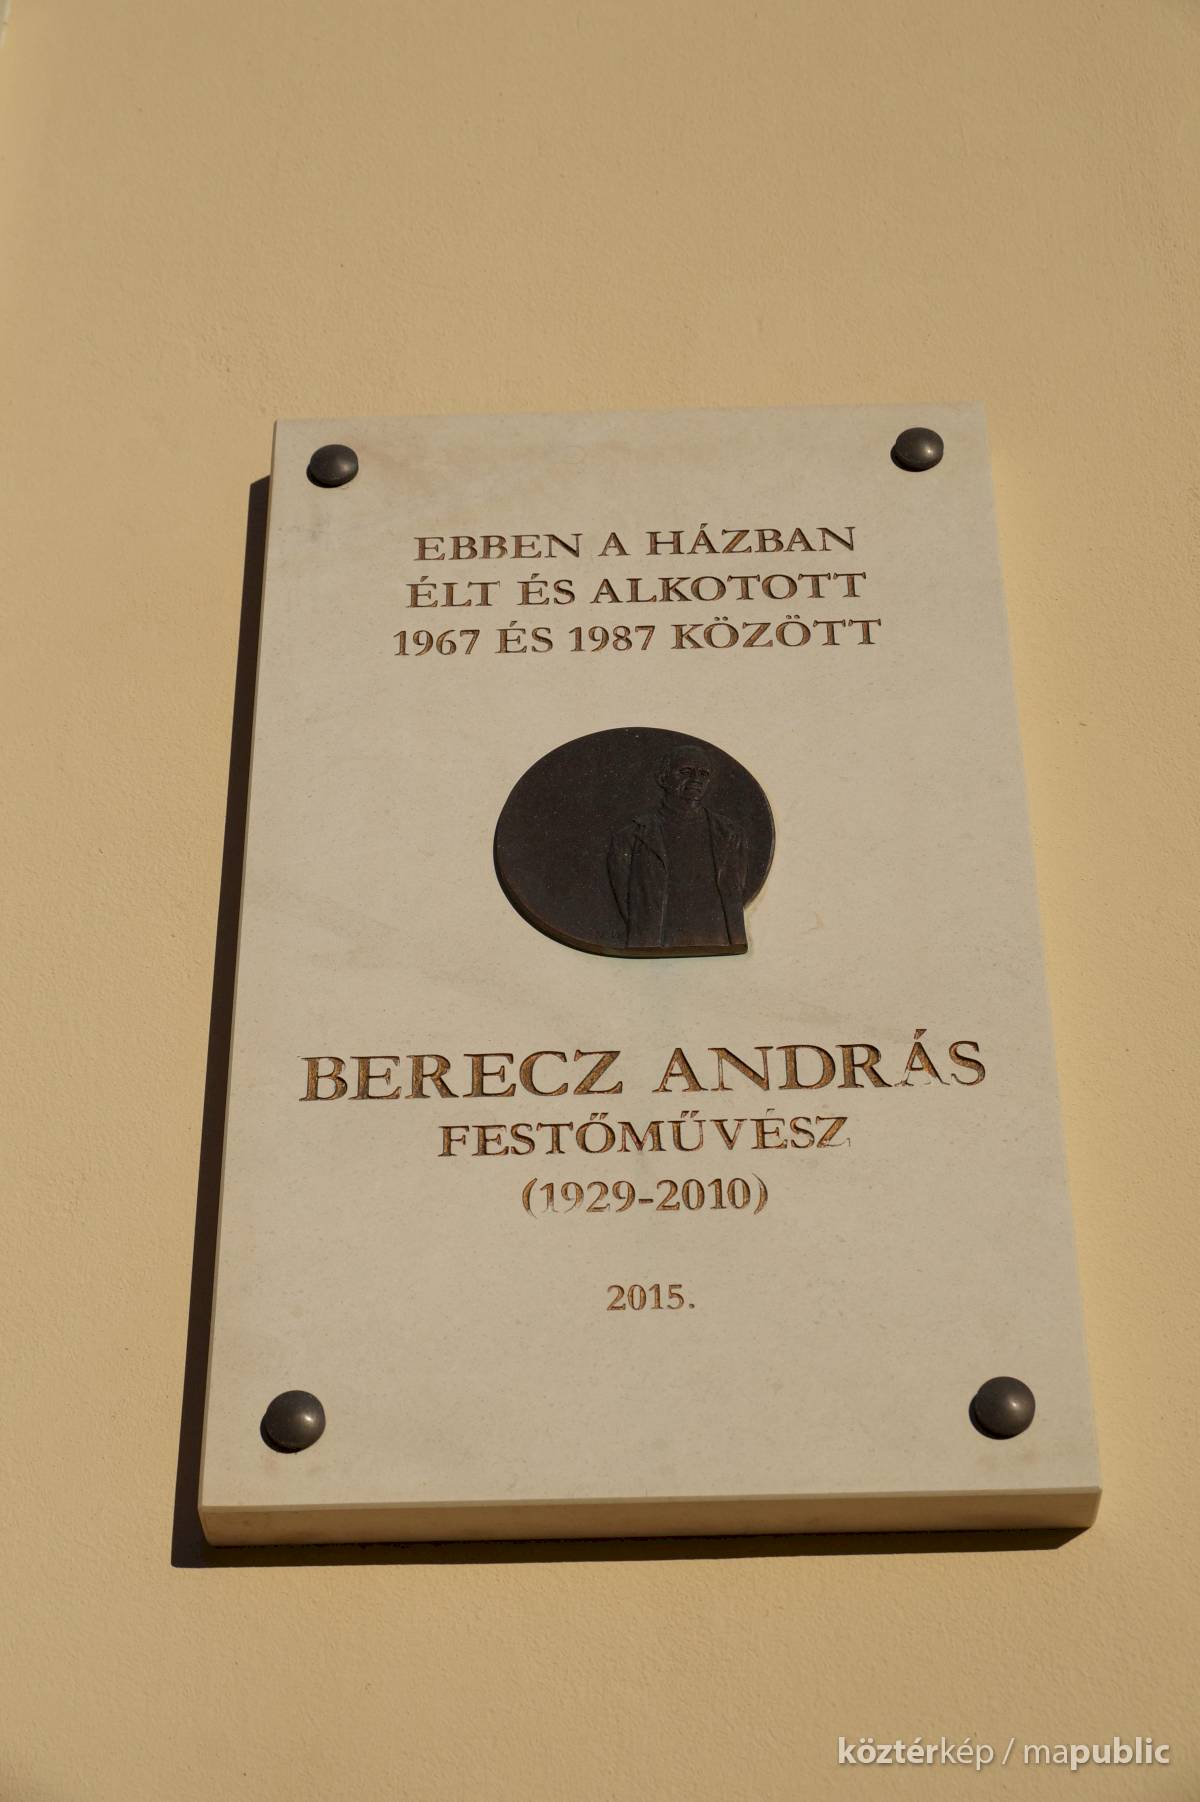 EBBEN A HÁZBAN
ÉLT ÉS ALKOTOTT
1967 ÉS 1987 KÖZÖTT
BERECZ ANDRÁS
FESTŐMŰVÉSZ
(1929-2010)
2015.
köztérkép / mapublic